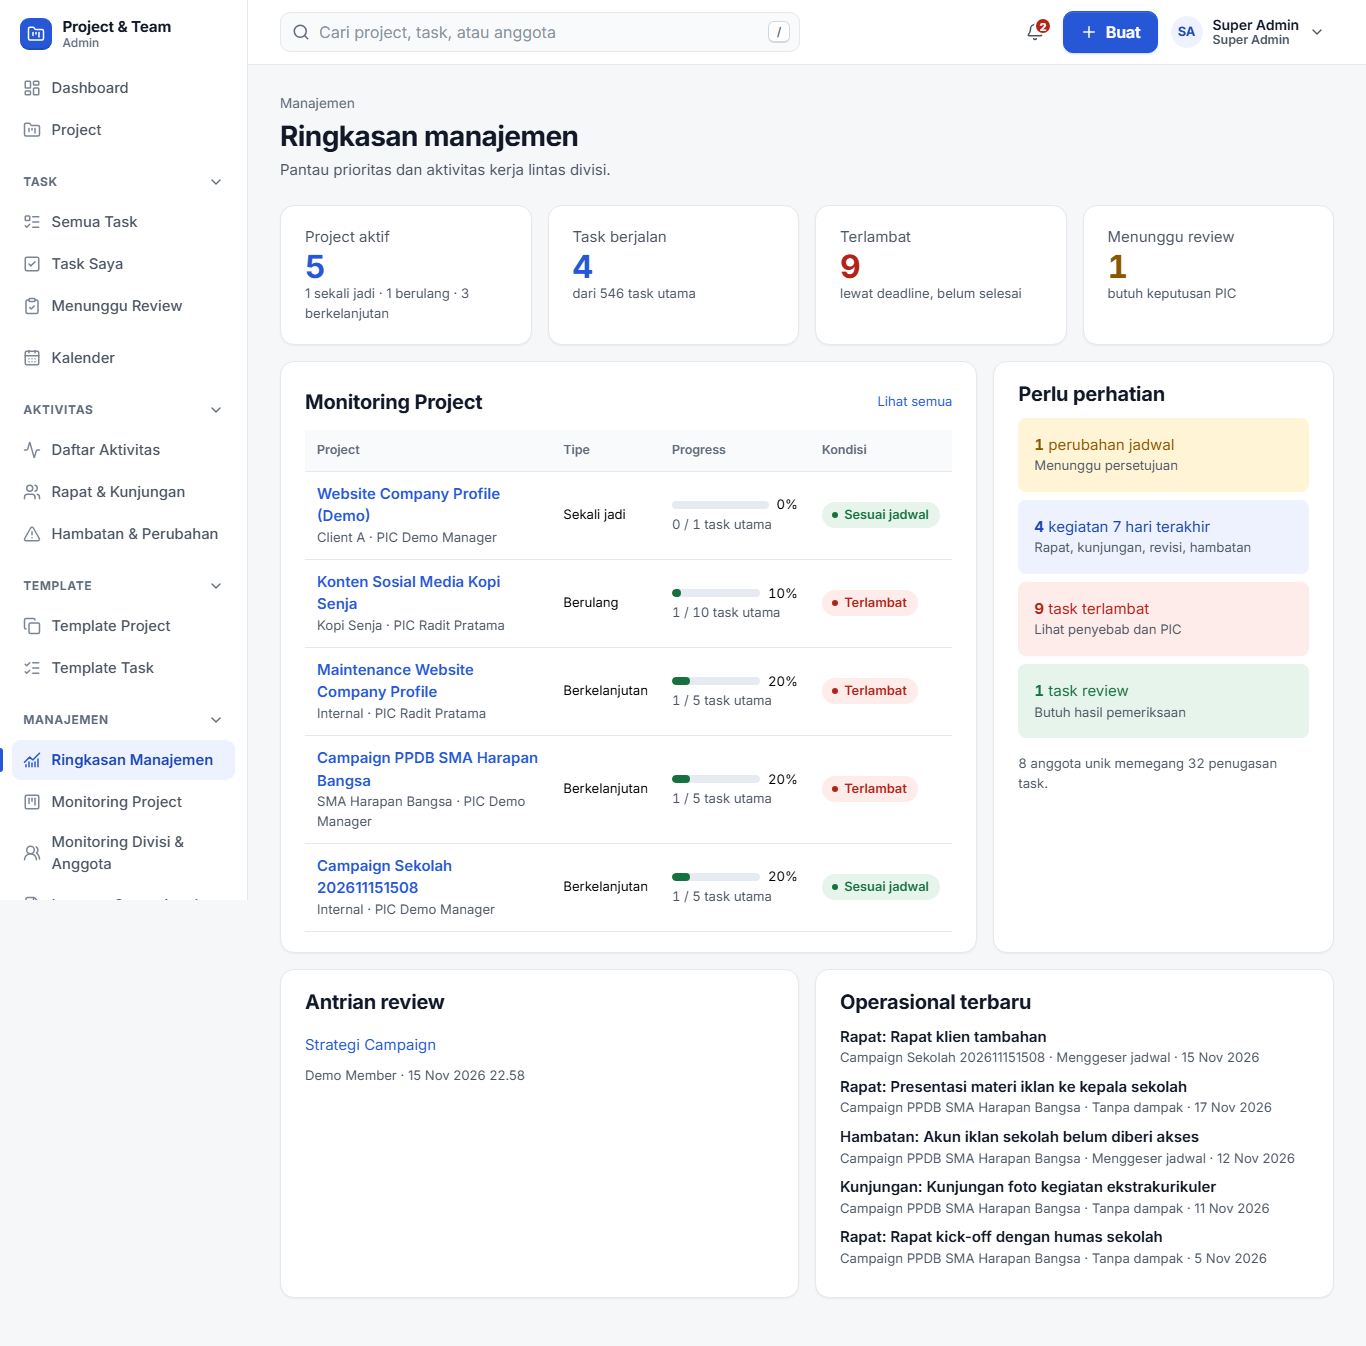 Project & Team
Admin
Dashboard
Project
TASK
Semua Task
Task Saya
Menunggu Review
Kalender
AKTIVITAS
Daftar Aktivitas
Rapat & Kunjungan
Hambatan & Perubahan
TEMPLATE
Template Project
Template Task
MANAJEMEN
Ringkasan Manajemen
Monitoring Project
Monitoring Divisi &
Anggota
Cari project, task, atau anggota
/
2
+ Buat
SA
Super Admin
Super Admin
Manajemen
Ringkasan manajemen
Pantau prioritas dan aktivitas kerja lintas divisi.
Project aktif
5
1 sekali jadi · 1 berulang · 3
berkelanjutan
Task berjalan
4
dari 546 task utama
Terlambat
9
lewat deadline, belum selesai
Menunggu review
1
butuh keputusan PIC
Monitoring Project
Lihat semua
Project Tipe Progress Kondisi
Website Company Profile
(Demo)
Client A · PIC Demo Manager
Sekali jadi
0%
0 / 1 task utama
Sesuai jadwal
Konten Sosial Media Kopi
Senja
Kopi Senja · PIC Radit Pratama
Berulang
10%
1 / 10 task utama
Terlambat
Maintenance Website
Company Profile
Internal · PIC Radit Pratama
Berkelanjutan
20%
1 / 5 task utama
Terlambat
Campaign PPDB SMA Harapan
Bangsa
SMA Harapan Bangsa · PIC Demo
Manager
Berkelanjutan
20%
1 / 5 task utama
Terlambat
Campaign Sekolah
202611151508
Internal · PIC Demo Manager
Berkelanjutan
20%
1 / 5 task utama
Sesuai jadwal
Perlu perhatian
1 perubahan jadwal
Menunggu persetujuan
4 kegiatan 7 hari terakhir
Rapat, kunjungan, revisi, hambatan
9 task terlambat
Lihat penyebab dan PIC
1 task review
Butuh hasil pemeriksaan
8 anggota unik memegang 32 penugasan
task.
Antrian review
Strategi Campaign
Demo Member · 15 Nov 2026 22.58
Operasional terbaru
Rapat: Rapat klien tambahan
Campaign Sekolah 202611151508 · Menggeser jadwal · 15 Nov 2026
Rapat: Presentasi materi iklan ke kepala sekolah
Campaign PPDB SMA Harapan Bangsa · Tanpa dampak · 17 Nov 2026
Hambatan: Akun iklan sekolah belum diberi akses
Campaign PPDB SMA Harapan Bangsa · Menggeser jadwal · 12 Nov 2026
Kunjungan: Kunjungan foto kegiatan ekstrakurikuler
Campaign PPDB SMA Harapan Bangsa · Tanpa dampak · 11 Nov 2026
Rapat: Rapat kick-off dengan humas sekolah
Campaign PPDB SMA Harapan Bangsa · Tanpa dampak · 5 Nov 2026